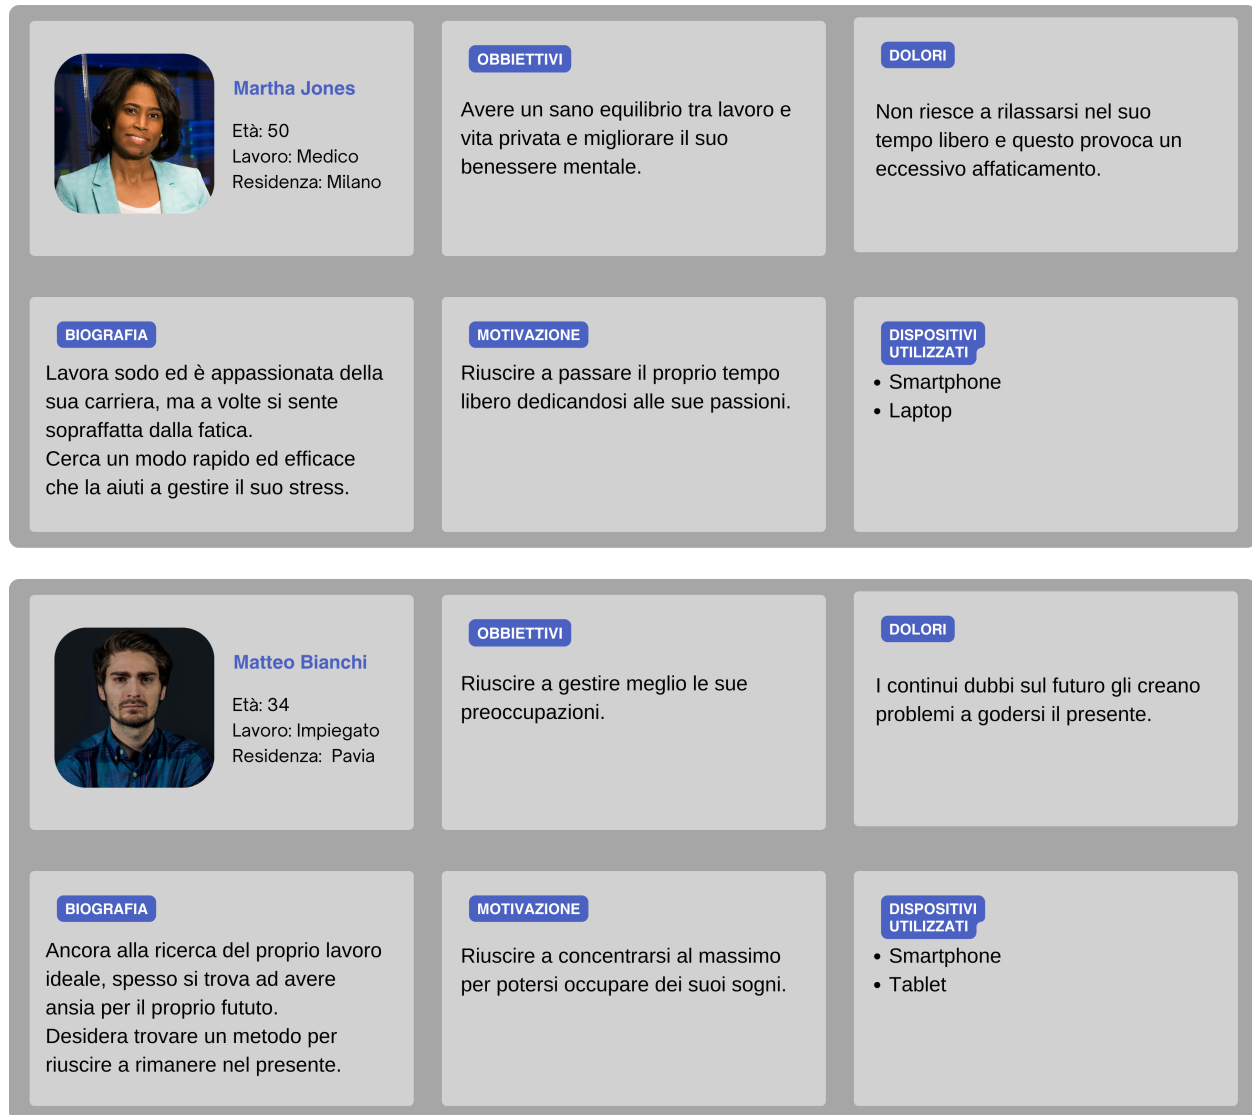 Martha Jones
Età: 50
Lavoro: Medico
Residenza: Milano
OBBIETTIVI
Avere un sano equilibrio tra lavoro e
vita privata e migliorare il suo
benessere mentale.
DOLORI
Non riesce a rilassarsi nel suo
tempo libero e questo provoca un
eccessivo affaticamento.
BIOGRAFIA
Lavora sodo ed è appassionata della
sua carriera, ma a volte si sente
sopraffatta dalla fatica.
Cerca un modo rapido ed efficace
che la aiuti a gestire il suo stress.
MOTIVAZIONE
Riuscire a passare il proprio tempo
libero dedicandosi alle sue passioni.
DISPOSITIVI
UTILIZZATI
• Smartphone
• Laptop
Matteo Bianchi
Età: 34
Lavoro: Impiegato
Residenza: Pavia
OBBIETTIVI
Riuscire a gestire meglio le sue
preoccupazioni.
DOLORI
I continui dubbi sul futuro gli creano
problemi a godersi il presente.
BIOGRAFIA
Ancora alla ricerca del proprio lavoro
ideale, spesso si trova ad avere
ansia per il proprio fututo.
Desidera trovare un metodo per
riuscire a rimanere nel presente.
MOTIVAZIONE
Riuscire a concentrarsi al massimo
per potersi occupare dei suoi sogni.
DISPOSITIVI
UTILIZZATI
• Smartphone
• Tablet